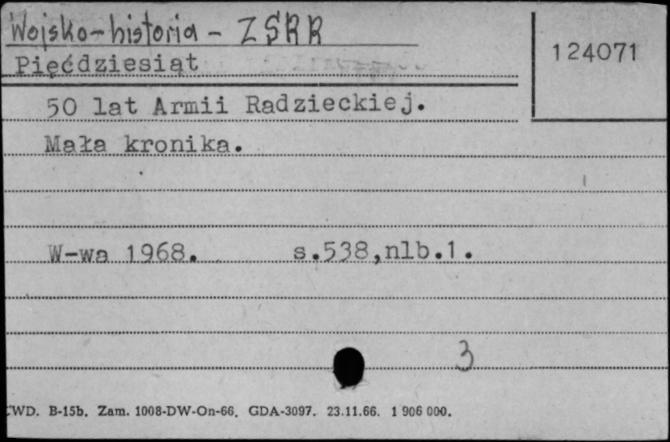 Wojsko-historia - ZSRR
124071
Pięćdziesiąt
50 lat Armii Radzieckiej.
Mała kronika.
W-wa 1968. s.538,nlb.1.
3
WD. B-15b. Zam. 1008-DW-On-66. GDA-3097. 23.11.66. 1 906 000.